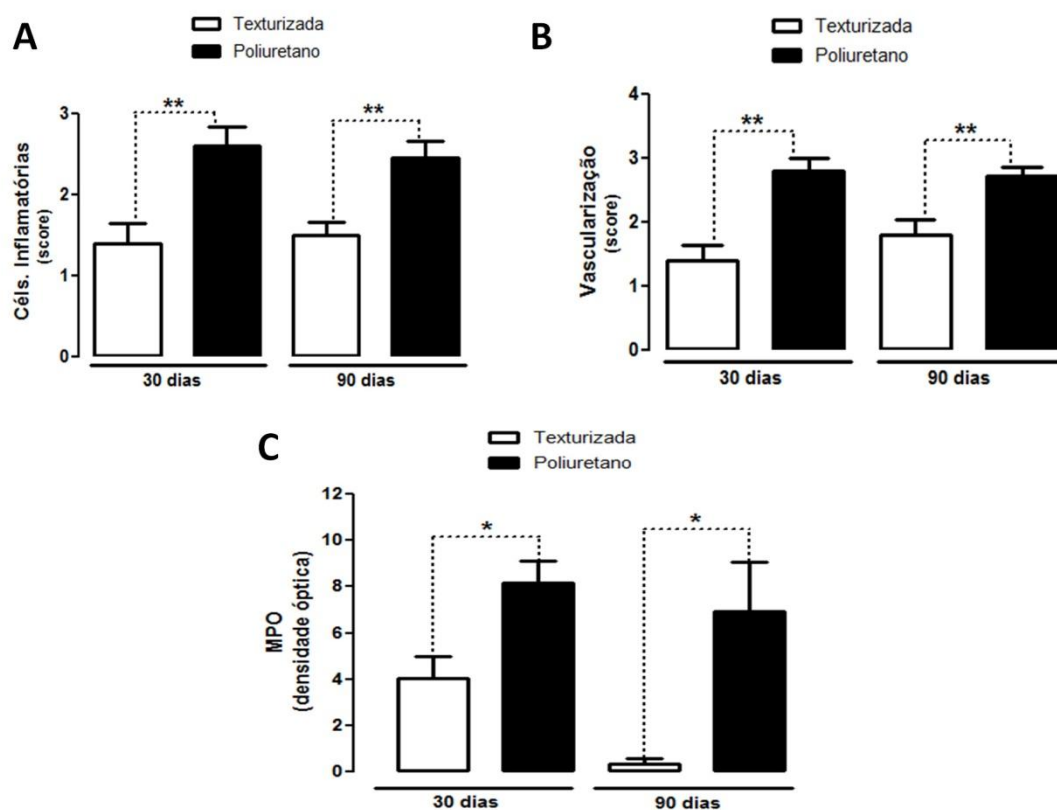 A
Texturizada
Poliuretano
Céls. Inflamatórias
(score)
3
2
1
0
**
**
30 dias
90 dias
B
Texturizada
Poliuretano
Vascularização
(score)
4
3
2
1
0
**
**
30 dias
90 dias
C
Texturizada
Poliuretano
MPO
(densidade óptica)
12
10
8
6
4
2
0
*
*
30 dias
90 dias